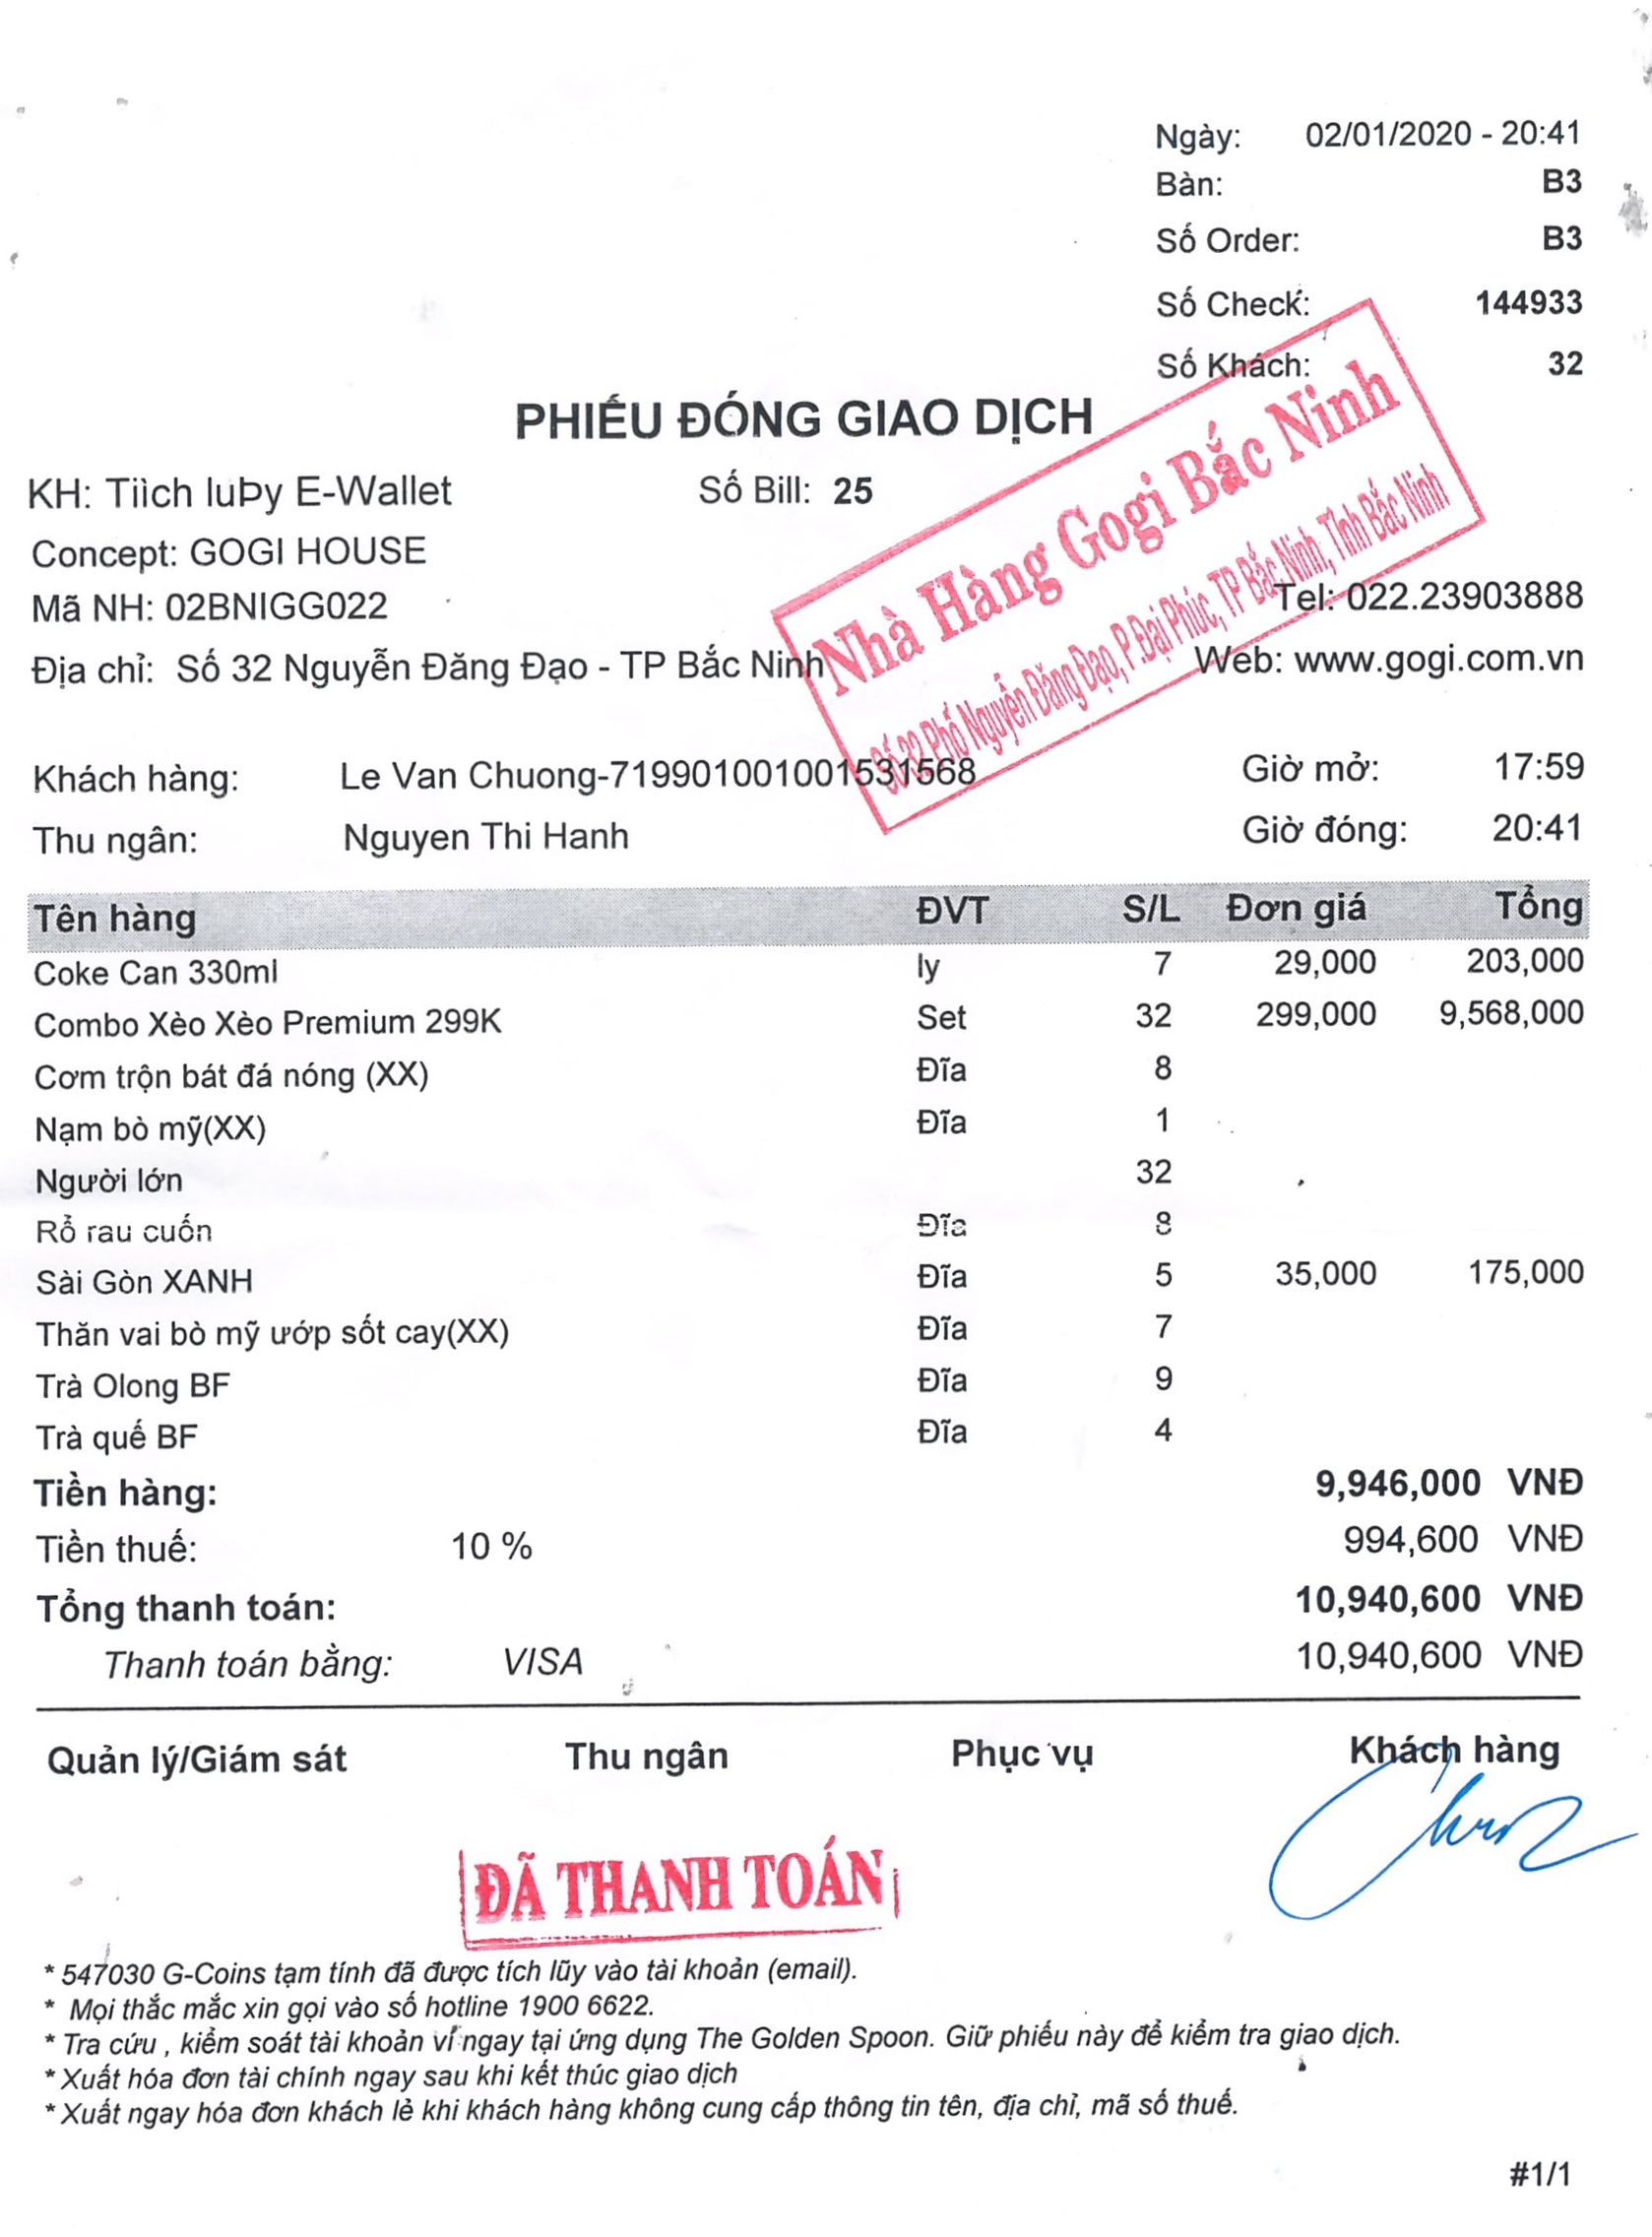 Ngày: 02/01/2020 - 20:41
Bàn: B3
Số Order: B3
Số Check: 144933
Số Khách: 32
PHIẾU ĐÓNG GIAO DỊCH
KH: Tiìch luÞy E-Wallet Số Bill: 25
Concept: GOGI HOUSE
Mã NH: 02BNIGG022 Tel: 022.23903888
Địa chỉ: Số 32 Nguyễn Đăng Đạo - TP Bắc Ninh Web: www.gogi.com.vn
Nhà Hàng Gogi Bắc Ninh
Số 32 Phố Nguyễn Đăng Đạo, P.Đại Phúc, TP Bắc Ninh, Tỉnh Bắc Ninh
Khách hàng: Le Van Chuong-719901001001531568 Giờ mở: 17:59
Thu ngân: Nguyen Thi Hanh Giờ đóng: 20:41
Tên hàng ĐVT S/L Đơn giá Tổng
Coke Can 330ml ly 7 29,000 203,000
Combo Xèo Xèo Premium 299K Set 32 299,000 9,568,000
Cơm trộn bát đá nóng (XX) Đĩa 8
Nạm bò mỹ(XX) Đĩa 1
Người lớn 32
Rổ rau cuốn Đĩa 8
Sài Gòn XANH Đĩa 5 35,000 175,000
Thăn vai bò mỹ ướp sốt cay(XX) Đĩa 7
Trà Olong BF Đĩa 9
Trà quế BF Đĩa 4
Tiền hàng: 9,946,000 VNĐ
Tiền thuế: 10 % 994,600 VNĐ
Tổng thanh toán: 10,940,600 VNĐ
Thanh toán bằng: VISA 10,940,600 VNĐ
Quản lý/Giám sát Thu ngân Phục vụ Khách hàng
ĐÃ THANH TOÁN
* 547030 G-Coins tạm tính đã được tích lũy vào tài khoản (email).
* Mọi thắc mắc xin gọi vào số hotline 1900 6622.
* Tra cứu , kiểm soát tài khoản ví ngay tại ứng dụng The Golden Spoon. Giữ phiếu này để kiểm tra giao dịch.
* Xuất hóa đơn tài chính ngay sau khi kết thúc giao dịch
* Xuất ngay hóa đơn khách lẻ khi khách hàng không cung cấp thông tin tên, địa chỉ, mã số thuế.
#1/1